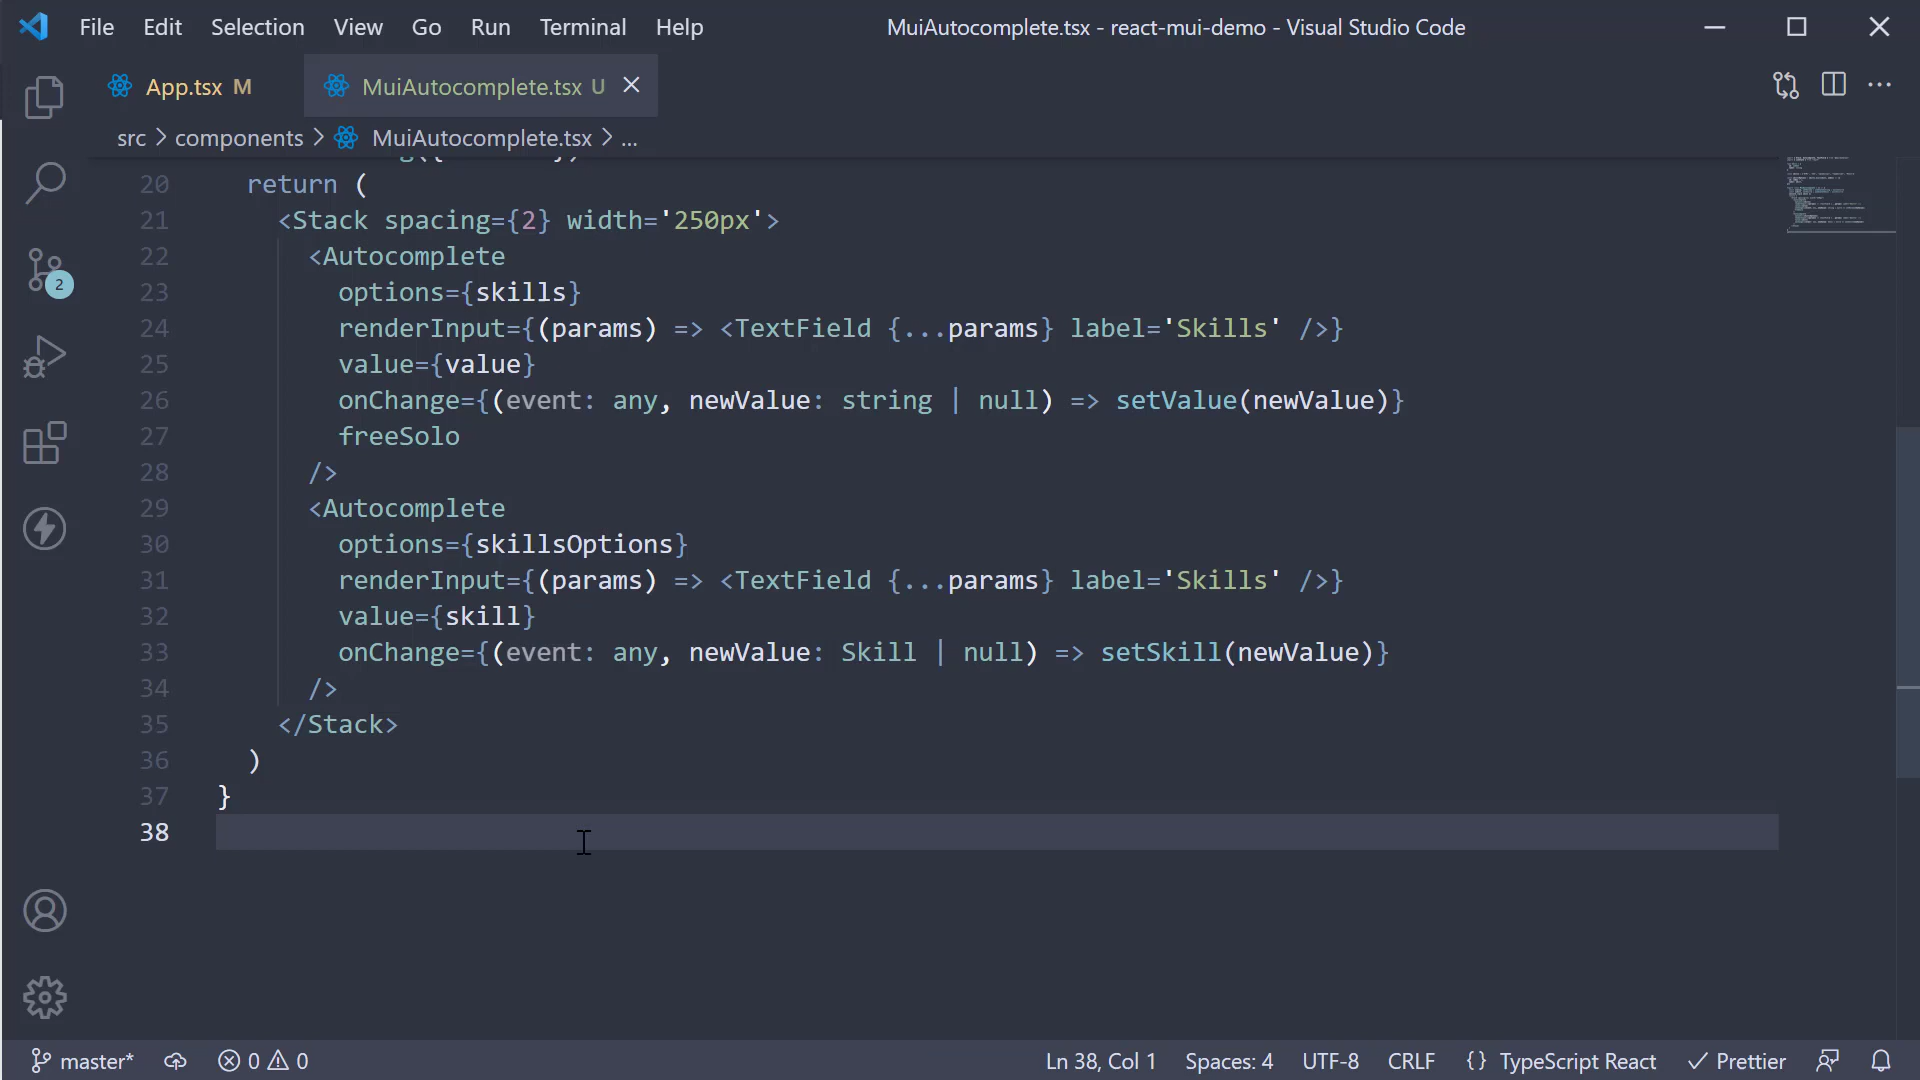 File Edit Selection View Go Run Terminal Help MuiAutocomplete.tsx - react-mui-demo - Visual Studio Code
App.tsx M MuiAutocomplete.tsx U
src > components > MuiAutocomplete.tsx > ...
20 return (
21 <Stack spacing={2} width='250px'>
22 <Autocomplete
23 options={skills}
24 renderInput={(params) => <TextField {...params} label='Skills' />}
25 value={value}
26 onChange={(event: any, newValue: string | null) => setValue(newValue)}
27 freeSolo
28 />
29 <Autocomplete
30 options={skillsOptions}
31 renderInput={(params) => <TextField {...params} label='Skills' />}
32 value={skill}
33 onChange={(event: any, newValue: Skill | null) => setSkill(newValue)}
34 />
35 </Stack>
36 )
37 }
38
2
master* 0 0 Ln 38, Col 1 Spaces: 4 UTF-8 CRLF {} TypeScript React Prettier